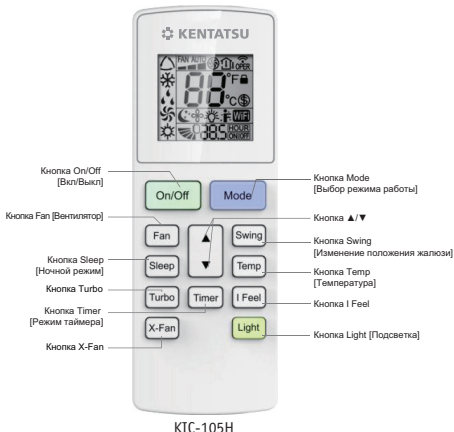 KENTATSU
FAN AUTO
OPER
°F
°C
WiFi
HOUR
ON/OFF
Кнопка On/Off
[Вкл/Выкл]
Кнопка Fan [Вентилятор]
Кнопка Sleep
[Ночной режим]
Кнопка Turbo
Кнопка Timer
[Режим таймера]
Кнопка X-Fan
On/Off
Mode
Fan
▲
Swing
Sleep
▼
Temp
Turbo
Timer
I Feel
X-Fan
Light
Кнопка Mode
[Выбор режима работы]
Кнопка ▲/▼
Кнопка Swing
[Изменение положения жалюзи]
Кнопка Temp
[Температура]
Кнопка I Feel
Кнопка Light [Подсветка]
KIC-105H